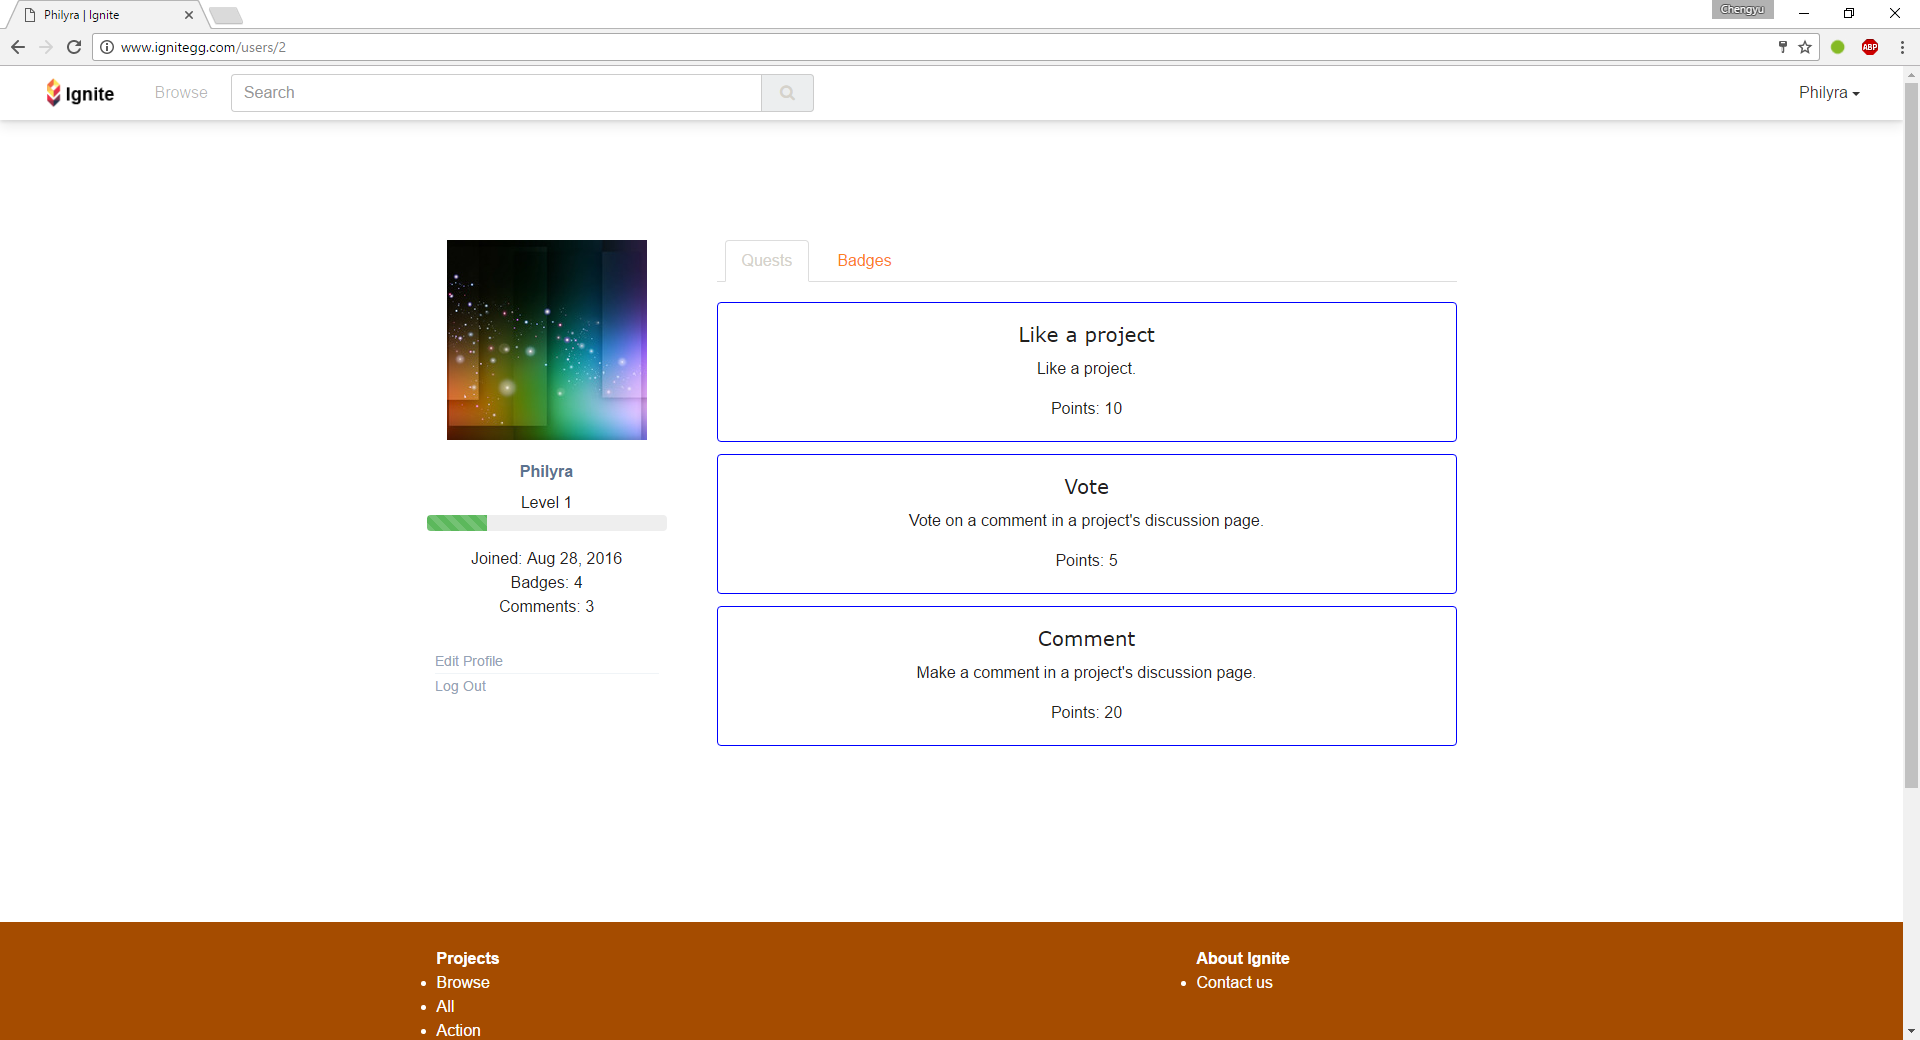 Philyra | Ignite
Chengyu
www.ignitegg.com/users/2
ABP
Ignite
Browse
Search
Philyra
Quests
Badges
Like a project
Like a project.
Points: 10
Vote
Vote on a comment in a project's discussion page.
Points: 5
Comment
Make a comment in a project's discussion page.
Points: 20
Philyra
Level 1
Joined: Aug 28, 2016
Badges: 4
Comments: 3
Edit Profile
Log Out
Projects
Browse
All
Action
About Ignite
Contact us